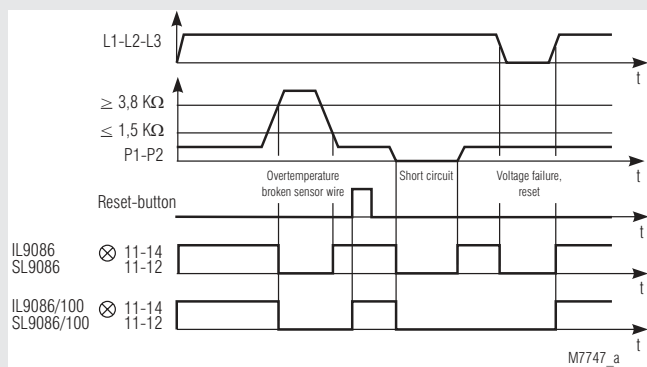 L1-L2-L3
t
≥ 3,8 KΩ
≤ 1,5 KΩ
P1-P2
t
Overtemperature
broken sensor wire
Short circuit
Voltage failure,
reset
Reset-button
t
IL9086
SL9086
11-14
11-12
t
IL9086/100
SL9086/100
11-14
11-12
t
M7747_a